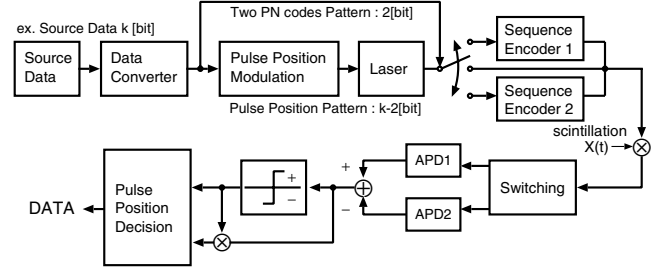 Two PN codes Pattern : 2[bit]
ex. Source Data k [bit]
Source
Data
Data
Converter
Pulse Position
Modulation
Laser
Sequence
Encoder 1
Sequence
Encoder 2
Pulse Position Pattern : k-2[bit]
scintillation
X(t)
DATA
Pulse
Position
Decision
+
−
+
−
APD1
APD2
Switching